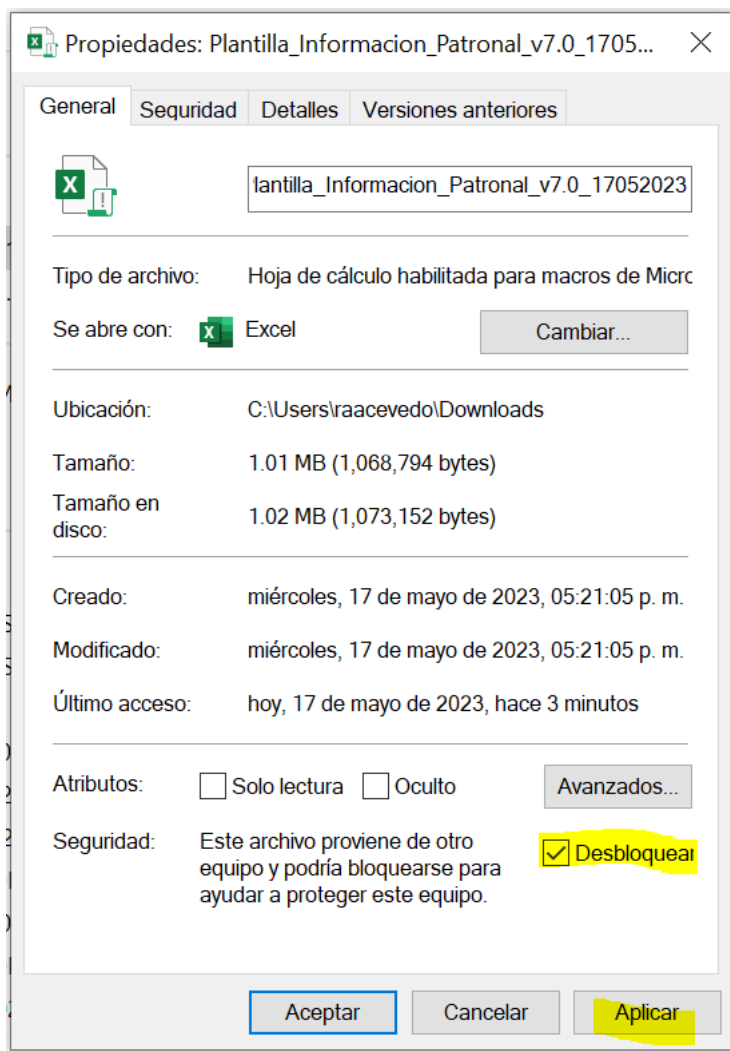 Propiedades: Plantilla_Informacion_Patronal_v7.0_1705...
General Seguridad Detalles Versiones anteriores
lantilla_Informacion_Patronal_v7.0_17052023
Tipo de archivo: Hoja de cálculo habilitada para macros de Micro
Se abre con: Excel Cambiar...
Ubicación: C:\Users\raacevedo\Downloads
Tamaño: 1.01 MB (1,068,794 bytes)
Tamaño en
disco: 1.02 MB (1,073,152 bytes)
Creado: miércoles, 17 de mayo de 2023, 05:21:05 p. m.
Modificado: miércoles, 17 de mayo de 2023, 05:21:05 p. m.
Último acceso: hoy, 17 de mayo de 2023, hace 3 minutos
Atributos: Solo lectura Oculto Avanzados...
Seguridad: Este archivo proviene de otro
equipo y podría bloquearse para
ayudar a proteger este equipo.
Desbloquear
Aceptar Cancelar Aplicar